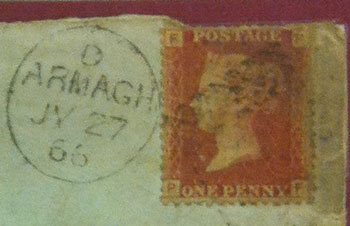 D
ARMAGH
JY 27
66
POSTAGE
ONE PENNY